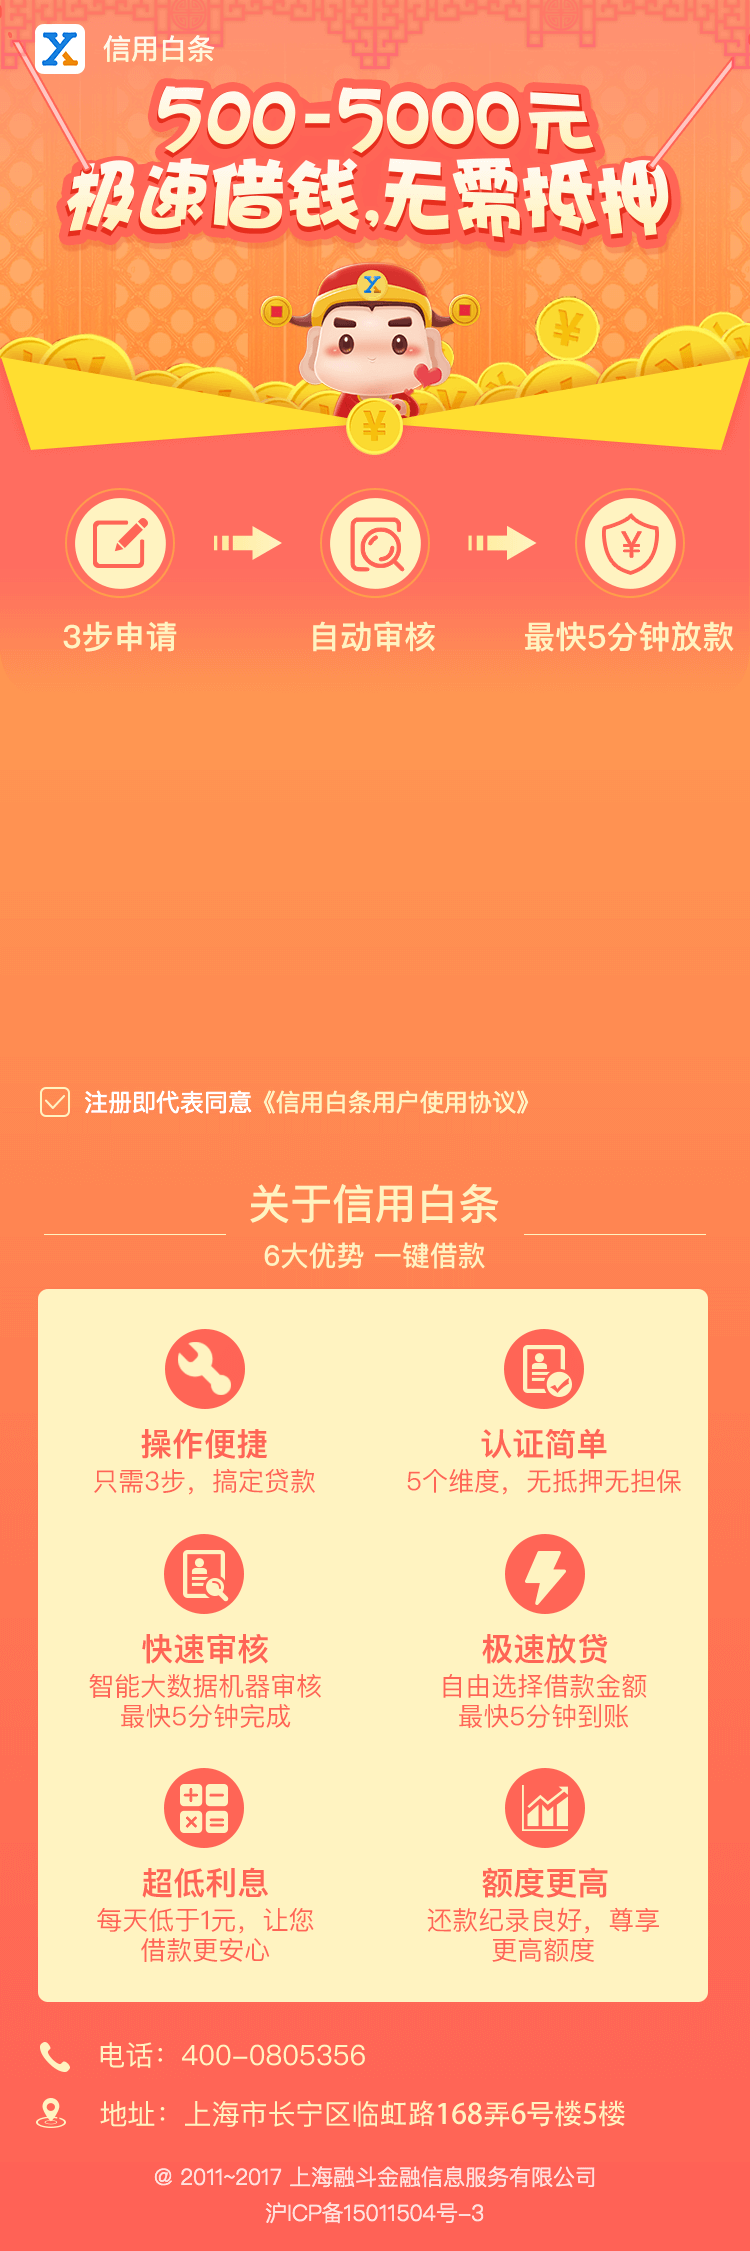 信用白条
500-5000元
极速借钱,无需抵押
3步申请
自动审核
最快5分钟放款
注册即代表同意《信用白条用户使用协议》
关于信用白条
6大优势 一键借款
操作便捷
只需3步，搞定贷款
认证简单
5个维度，无抵押无担保
快速审核
智能大数据机器审核
最快5分钟完成
极速放贷
自由选择借款金额
最快5分钟到账
超低利息
每天低于1元，让您
借款更安心
额度更高
还款纪录良好，尊享
更高额度
电话：400-0805356
地址：上海市长宁区临虹路168弄6号楼5楼
@ 2011~2017 上海融斗金融信息服务有限公司
沪ICP备15011504号-3